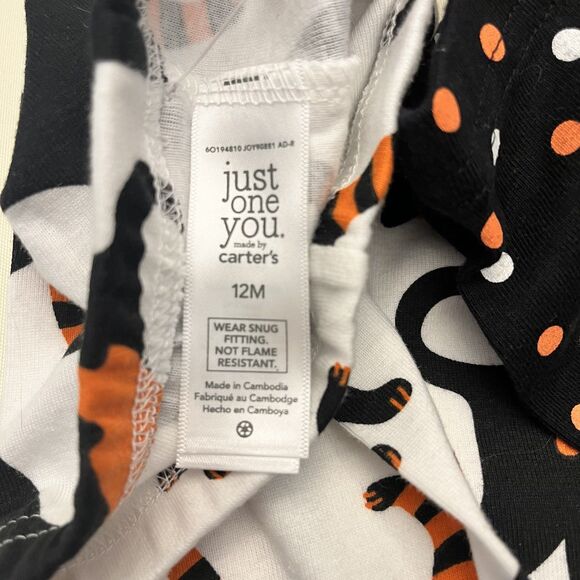 6O194810 JOY90881 AD-R
just
one
you.
made by
carter's
12M
WEAR SNUG
FITTING.
NOT FLAME
RESISTANT.
Made in Cambodia
Fabriqué au Cambodge
Hecho en Camboya